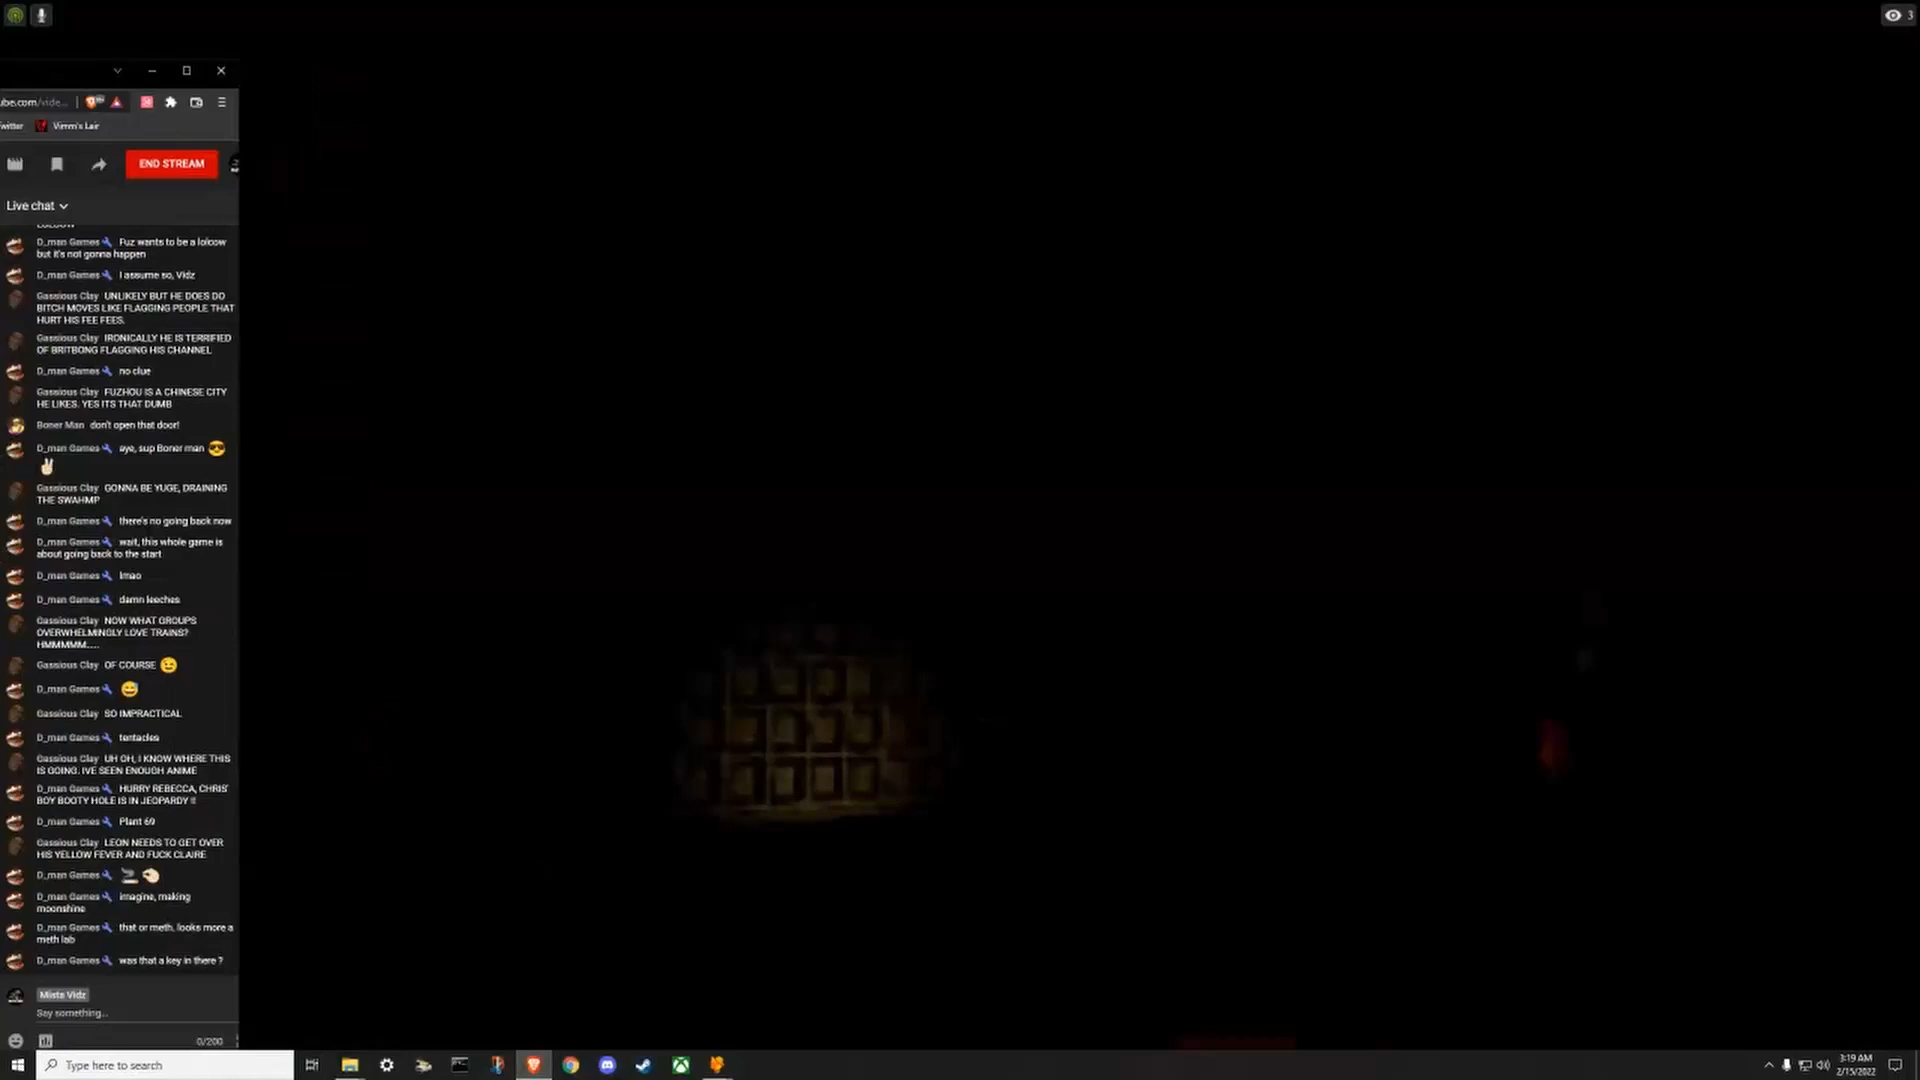 3
ube.com/vide...
witter Vimm's Lair
END STREAM
Live chat
D_man Games Fuz wants to be a lolcow
but it's not gonna happen
D_man Games I assume so, Vidz
Gassious Clay UNLIKELY BUT HE DOES DO
BITCH MOVES LIKE FLAGGING PEOPLE THAT
HURT HIS FEE FEES.
Gassious Clay IRONICALLY HE IS TERRIFIED
OF BRITBONG FLAGGING HIS CHANNEL
D_man Games no clue
Gassious Clay FUZHOU IS A CHINESE CITY
HE LIKES. YES ITS THAT DUMB
Boner Man don't open that door!
D_man Games aye, sup Boner man 😎
✌🏻
Gassious Clay GONNA BE YUGE, DRAINING
THE SWAHMP
D_man Games there's no going back now
D_man Games wait, this whole game is
about going back to the start
D_man Games lmao
D_man Games damn leeches
Gassious Clay NOW WHAT GROUPS
OVERWHELMINGLY LOVE TRAINS?
HMMMMM.....
Gassious Clay OF COURSE 😉
D_man Games 😅
Gassious Clay SO IMPRACTICAL
D_man Games tentacles
Gassious Clay UH OH, I KNOW WHERE THIS
IS GOING. IVE SEEN ENOUGH ANIME
D_man Games HURRY REBECCA, CHRIS'
BOY BOOTY HOLE IS IN JEOPARDY !!
D_man Games Plant 69
Gassious Clay LEON NEEDS TO GET OVER
HIS YELLOW FEVER AND FUCK CLAIRE
D_man Games 🚬🤏🏻
D_man Games imagine, making
moonshine
D_man Games that or meth, looks more a
meth lab
D_man Games was that a key in there ?
Mista Vidz
Say something...
0/200
Type here to search
3:19 AM
2/15/2022